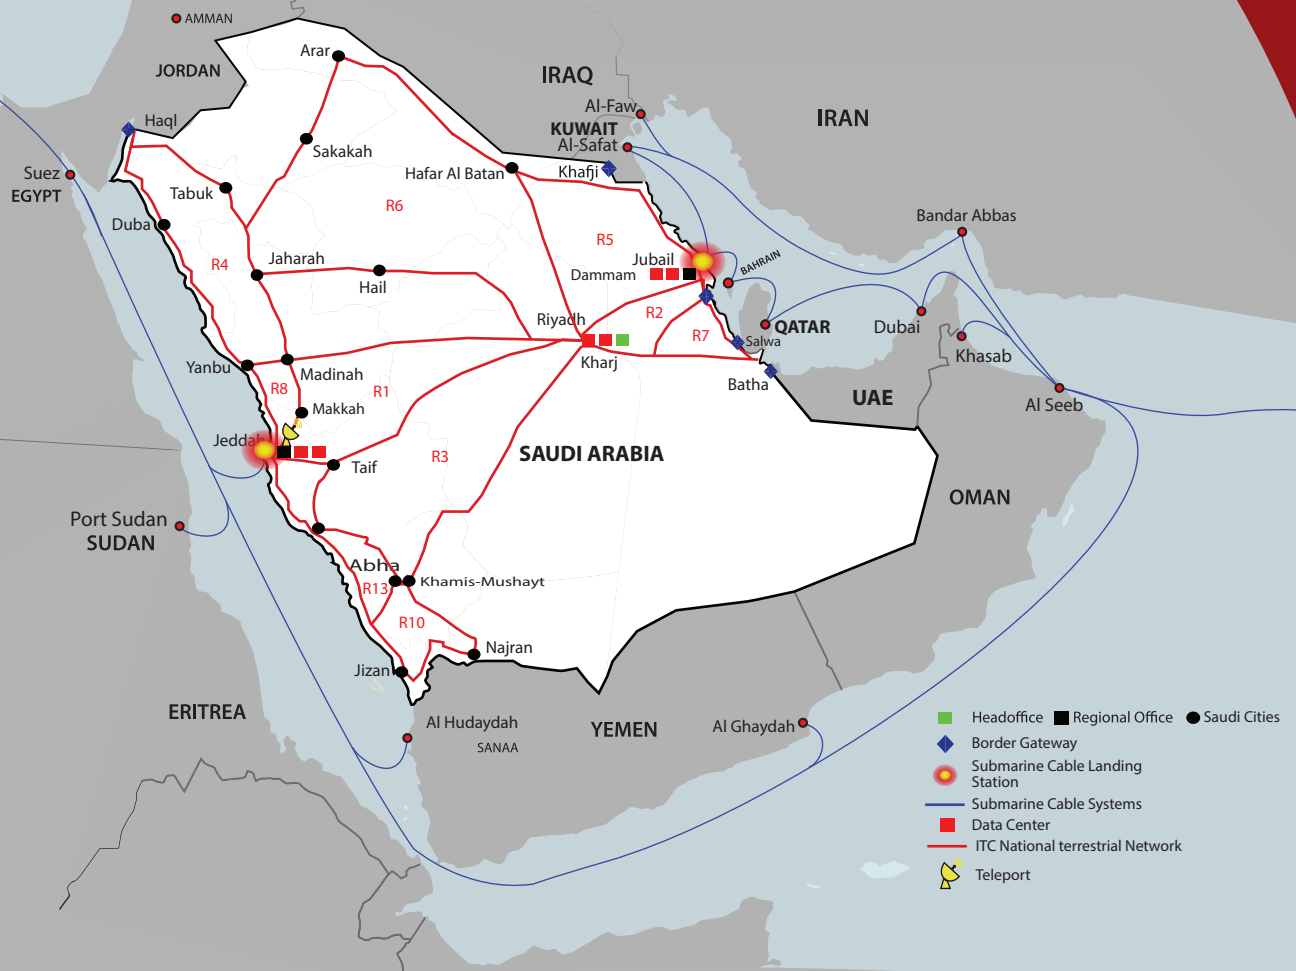 AMMAN
JORDAN
Arar
IRAQ
Al-Faw
KUWAIT
Al-Safat
IRAN
Haql
Sakakah
Hafar Al Batan
Khafji
Suez
EGYPT
Tabuk
R6
Bandar Abbas
Duba
R5
R4
Jaharah
Jubail
BAHRAIN
Dammam
Hail
R2
Riyadh
R7
QATAR
Dubai
Salwa
Khasab
Yanbu
Madinah
Kharj
Batha
R8
R1
UAE
Al Seeb
Makkah
Jeddah
Taif
R3
SAUDI ARABIA
OMAN
Port Sudan
SUDAN
Abha
Khamis-Mushayt
R13
R10
Najran
Jizan
ERITREA
Al Hudaydah
SANAA
YEMEN
Al Ghaydah
Headoffice
Regional Office
Saudi Cities
Border Gateway
Submarine Cable Landing
Station
Submarine Cable Systems
Data Center
ITC National terrestrial Network
Teleport